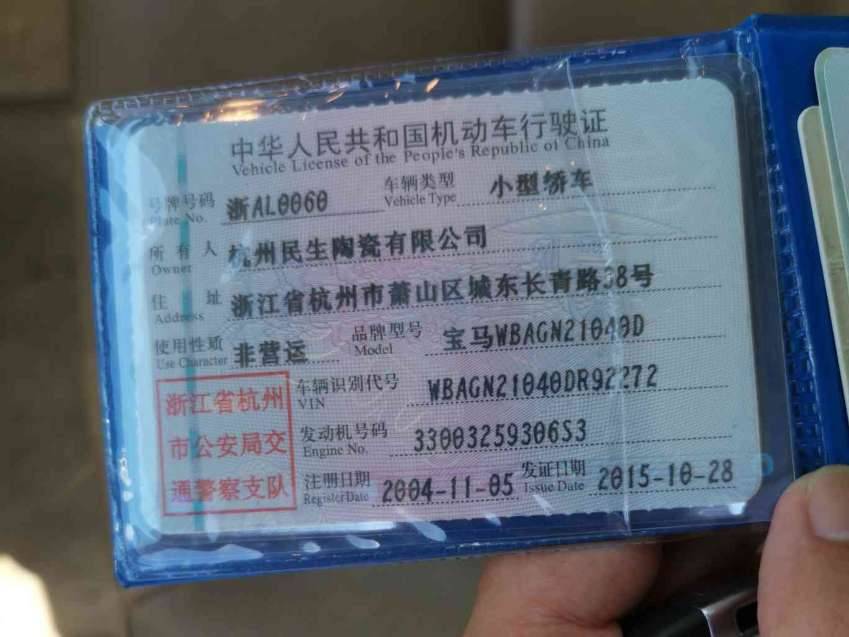 中华人民共和国机动车行驶证
Vehicle License of the People's Republic of China
号牌号码 浙AL0060 车辆类型 小型轿车
Plate No. Vehicle Type
所有人 杭州民生陶瓷有限公司
Owner
住址 浙江省杭州市萧山区城东长青路38号
Address
使用性质 非营运 品牌型号 宝马WBAGN21040D
Use Character Model
浙江省杭州
市公安局交
通警察支队
车辆识别代号 WBAGN21040DR92272
VIN
发动机号码 33003259306S3
Engine No.
注册日期 2004-11-05 发证日期 2015-10-28
Register Date Issue Date